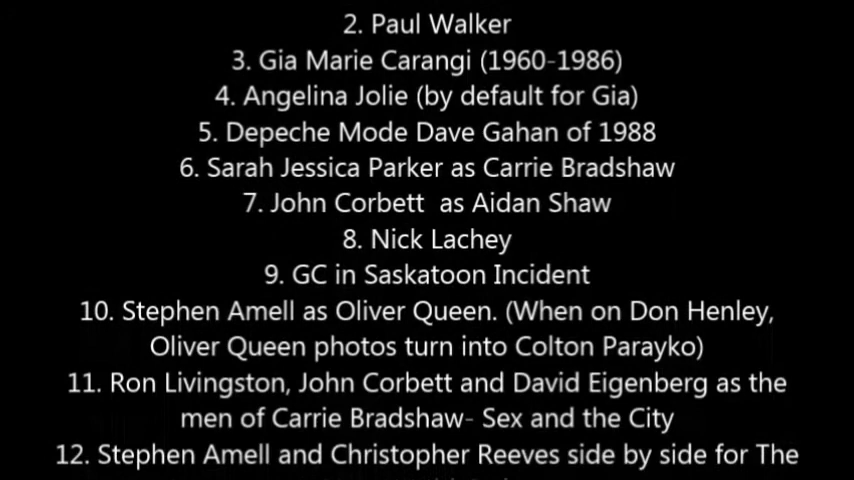 2. Paul Walker
3. Gia Marie Carangi (1960-1986)
4. Angelina Jolie (by default for Gia)
5. Depeche Mode Dave Gahan of 1988
6. Sarah Jessica Parker as Carrie Bradshaw
7. John Corbett  as Aidan Shaw
8. Nick Lachey
9. GC in Saskatoon Incident
10. Stephen Amell as Oliver Queen. (When on Don Henley,
Oliver Queen photos turn into Colton Parayko)
11. Ron Livingston, John Corbett and David Eigenberg as the
men of Carrie Bradshaw- Sex and the City
12. Stephen Amell and Christopher Reeves side by side for The